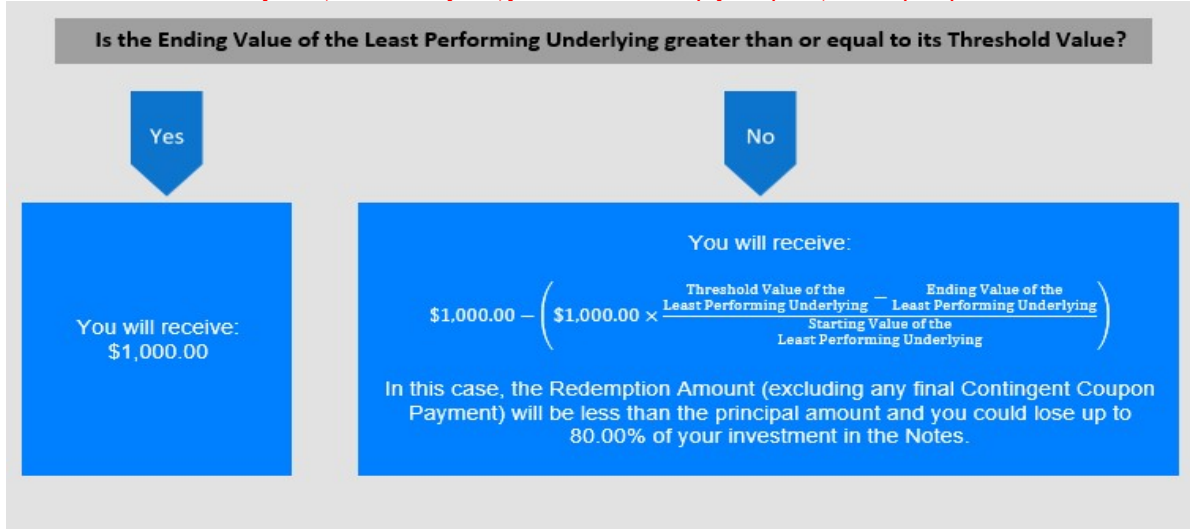 Is the Ending Value of the Least Performing Underlying greater than or equal to its Threshold Value?
Yes
No
You will receive:
$1,000.00
You will receive:
$1,000.00 − ($1,000.00 × (Threshold Value of the Least Performing Underlying − Ending Value of the Least Performing Underlying) / Starting Value of the Least Performing Underlying)
In this case, the Redemption Amount (excluding any final Contingent Coupon
Payment) will be less than the principal amount and you could lose up to
80.00% of your investment in the Notes.